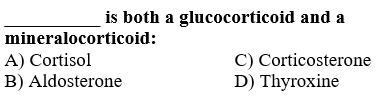 __________ is both a glucocorticoid and a
mineralocorticoid:
A) Cortisol C) Corticosterone
B) Aldosterone D) Thyroxine